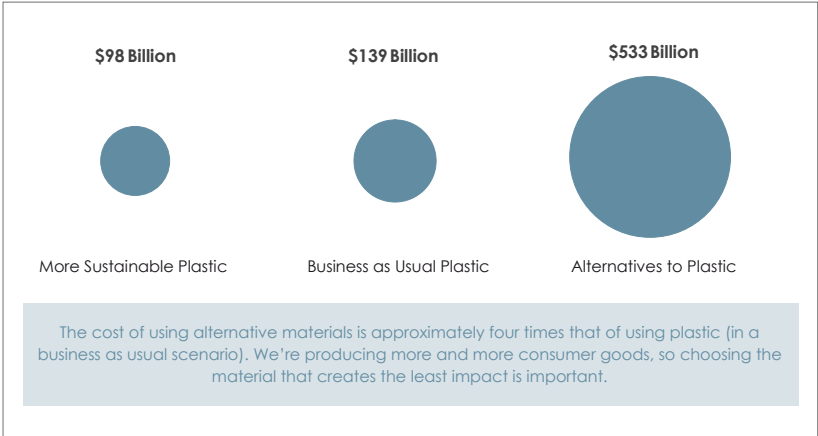 $98 Billion
$139 Billion
$533 Billion
More Sustainable Plastic
Business as Usual Plastic
Alternatives to Plastic
The cost of using alternative materials is approximately four times that of using plastic (in a
business as usual scenario). We’re producing more and more consumer goods, so choosing the
material that creates the least impact is important.